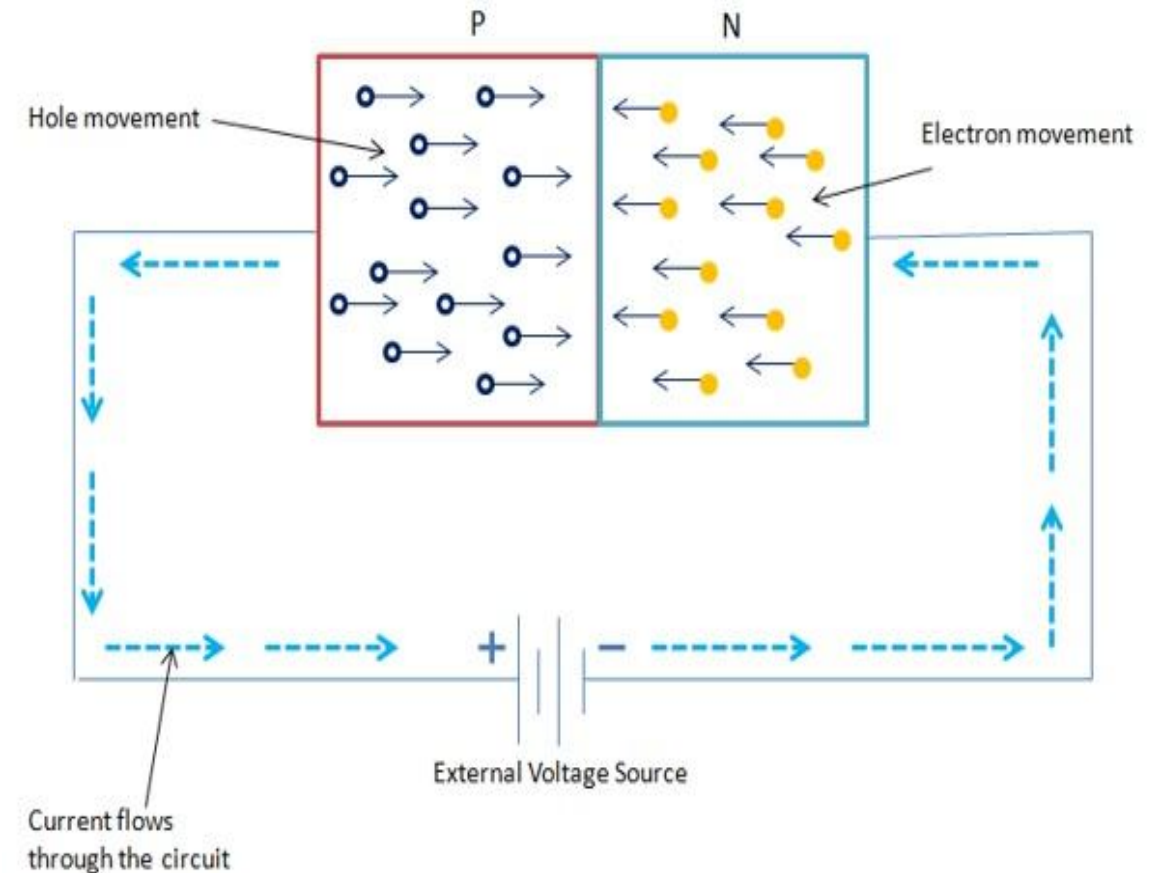 P
N
Hole movement
Electron movement
+
−
External Voltage Source
Current flows
through the circuit